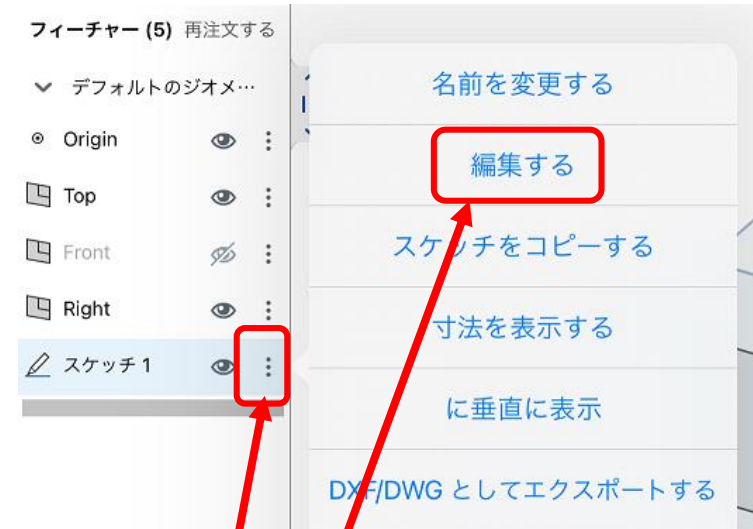 フィーチャー (5) 再注文する
デフォルトのジオメ…
Origin
Top
Front
Right
スケッチ 1
名前を変更する
編集する
スケッチをコピーする
寸法を表示する
に垂直に表示
DXF/DWG としてエクスポートする